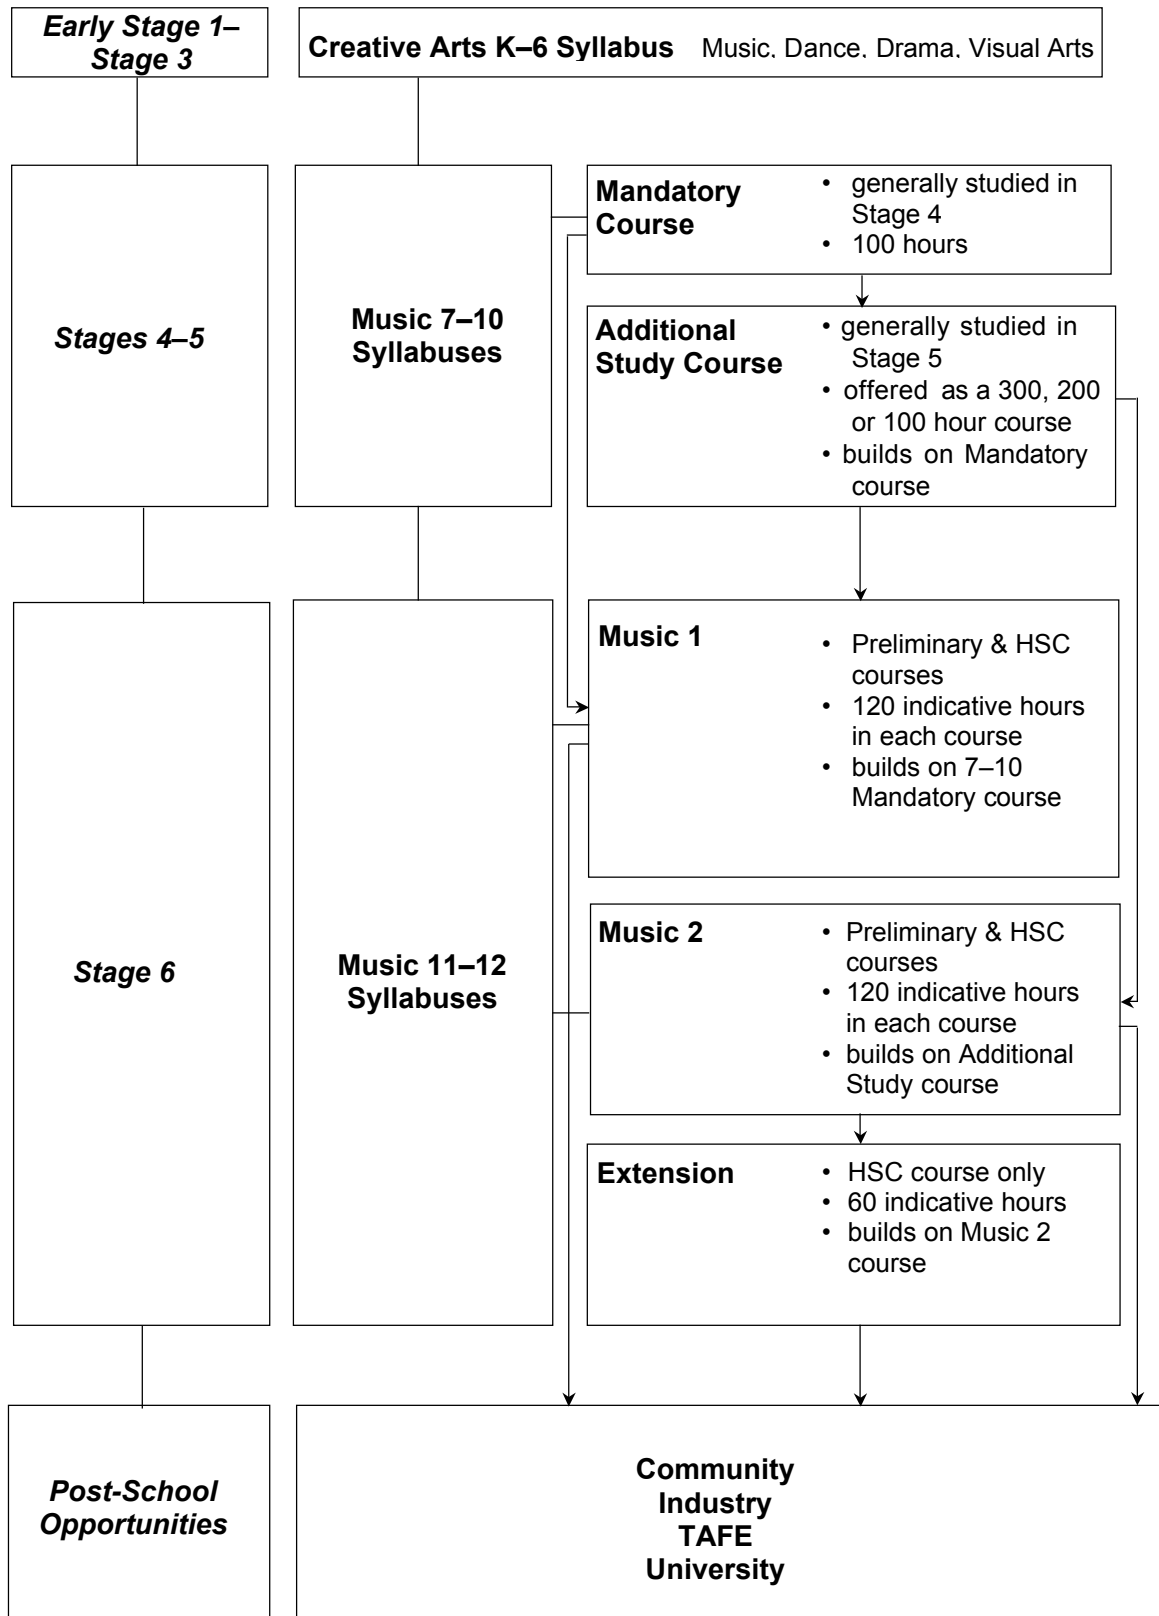 Early Stage 1–
Stage 3
Creative Arts K–6 Syllabus Music, Dance, Drama, Visual Arts
Stages 4–5
Music 7–10
Syllabuses
Mandatory
Course
• generally studied in
Stage 4
• 100 hours
Additional
Study Course
• generally studied in
Stage 5
• offered as a 300, 200
or 100 hour course
• builds on Mandatory
course
Stage 6
Music 11–12
Syllabuses
Music 1
• Preliminary & HSC
courses
• 120 indicative hours
in each course
• builds on 7–10
Mandatory course
Music 2
• Preliminary & HSC
courses
• 120 indicative hours
in each course
• builds on Additional
Study course
Extension
• HSC course only
• 60 indicative hours
• builds on Music 2
course
Post-School
Opportunities
Community
Industry
TAFE
University